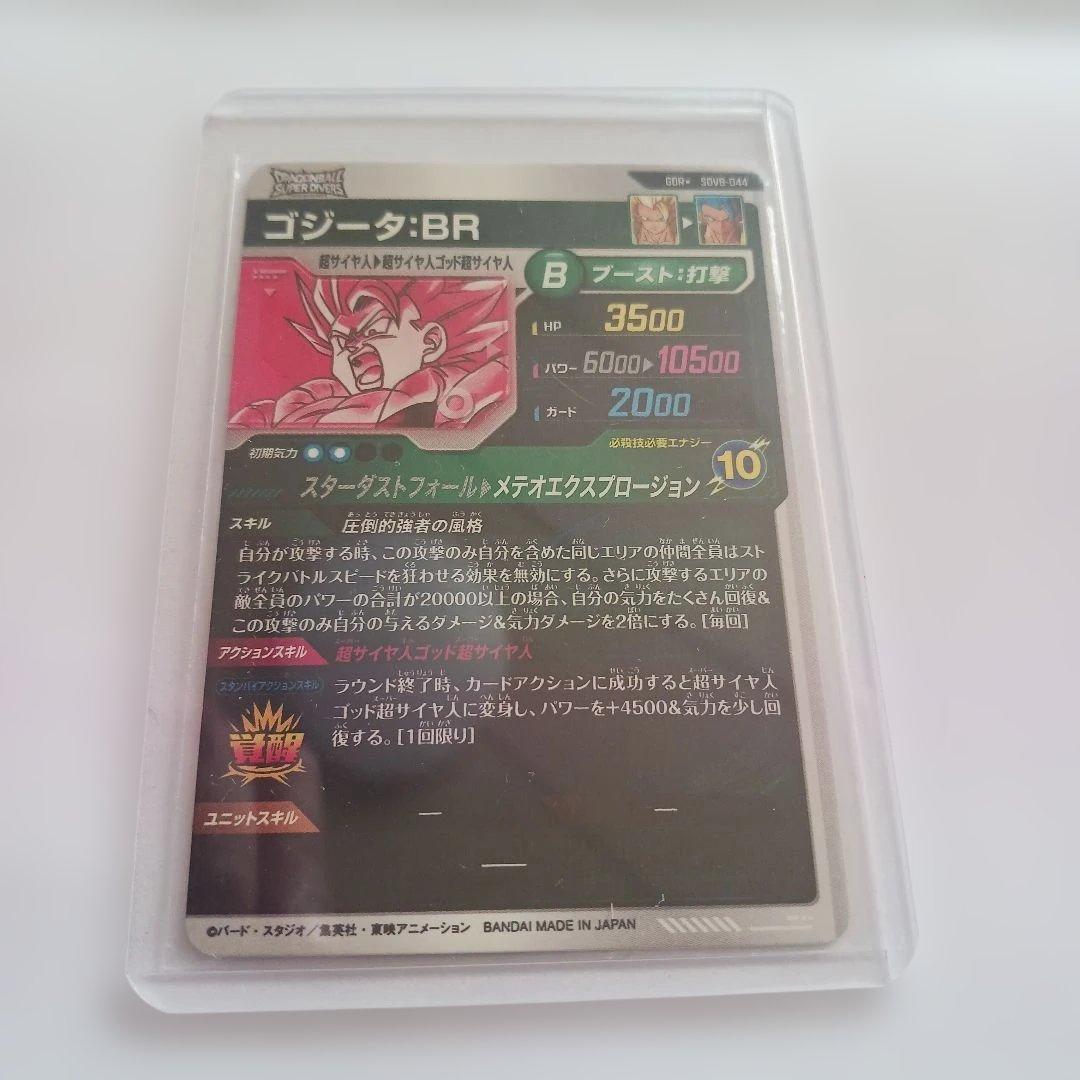 DRAGONBALL
SUPER DIVERS
GDR★ SDV8-044
ゴジータ:BR
超サイヤ人▶超サイヤ人ゴッド超サイヤ人
B ブースト:打撃
HP 3500
パワー 6000▶10500
ガード 2000
初期気力
必殺技必要エナジー
10
スターダストフォール▶メテオエクスプロージョン
スキル 圧倒的強者の風格
自分が攻撃する時、この攻撃のみ自分を含めた同じエリアの仲間全員はスト
ライクバトルスピードを狂わせる効果を無効にする。さらに攻撃するエリアの
敵全員のパワーの合計が20000以上の場合、自分の気力をたくさん回復&
この攻撃のみ自分の与えるダメージ&気力ダメージを2倍にする。[毎回]
アクションスキル 超サイヤ人ゴッド超サイヤ人
スタンバイアクションスキル
ラウンド終了時、カードアクションに成功すると超サイヤ人
ゴッド超サイヤ人に変身し、パワーを+4500&気力を少し回
復する。[1回限り]
覚醒
ユニットスキル
— —
—
©バード・スタジオ/集英社・東映アニメーション BANDAI MADE IN JAPAN